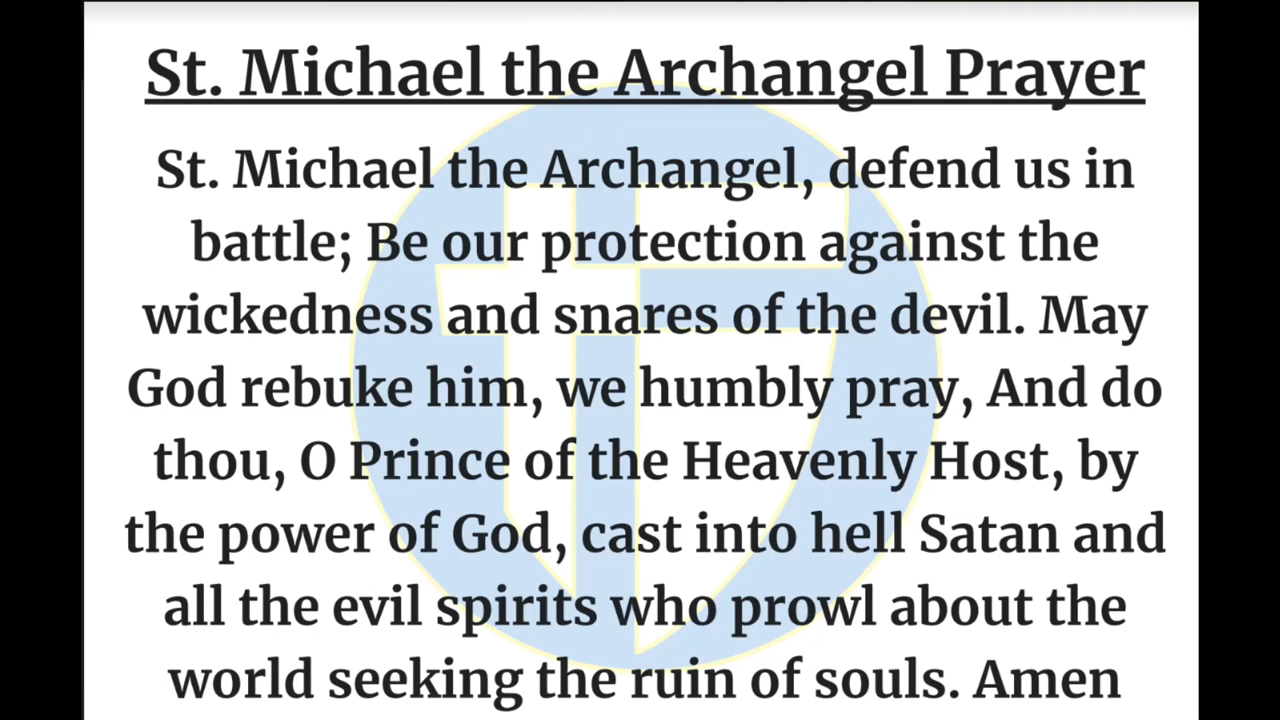 St. Michael the Archangel Prayer
St. Michael the Archangel, defend us in
battle; Be our protection against the
wickedness and snares of the devil. May
God rebuke him, we humbly pray, And do
thou, O Prince of the Heavenly Host, by
the power of God, cast into hell Satan and
all the evil spirits who prowl about the
world seeking the ruin of souls. Amen